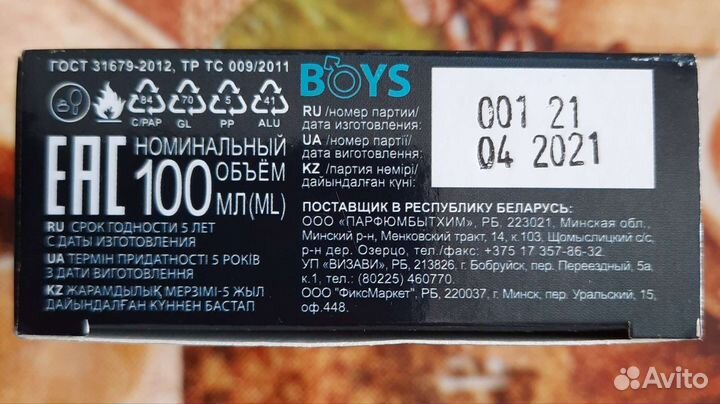 ГОСТ 31679-2012, ТР ТС 009/2011
84 70 5 41
C/PAP GL PP ALU
EAC НОМИНАЛЬНЫЙ
ОБЪЁМ
100 МЛ(ML)
RU СРОК ГОДНОСТИ 5 ЛЕТ
С ДАТЫ ИЗГОТОВЛЕНИЯ
UA ТЕРМІН ПРИДАТНОСТІ 5 РОКІВ
З ДАТИ ВИГОТОВЛЕННЯ
KZ ЖАРАМДЫЛЫҚ МЕРЗІМІ-5 ЖЫЛ
ДАЙЫНДАЛҒАН КҮННЕН БАСТАП
BOYS
RU /номер партии/
дата изготовления:
UA /номер партії/
дата виготовлення:
KZ /партия нөмірі/
дайындалған күні:
001 21
04 2021
ПОСТАВЩИК В РЕСПУБЛИКУ БЕЛАРУСЬ:
ООО «ПАРФЮМБЫТХИМ», РБ, 223021, Минская обл.,
Минский р-н, Менковский тракт, 14, к.103, Щомыслицкий с/с,
р-н дер. Озерцо, тел./факс: +375 17 357-86-32
УП «ВИЗАВИ», РБ, 213826, г. Бобруйск, пер. Переездный, 5а,
к.1, тел.: (80225) 460770.
ООО "ФиксМаркет", РБ, 220037, г. Минск, пер. Уральский, 15,
оф.448.
Avito